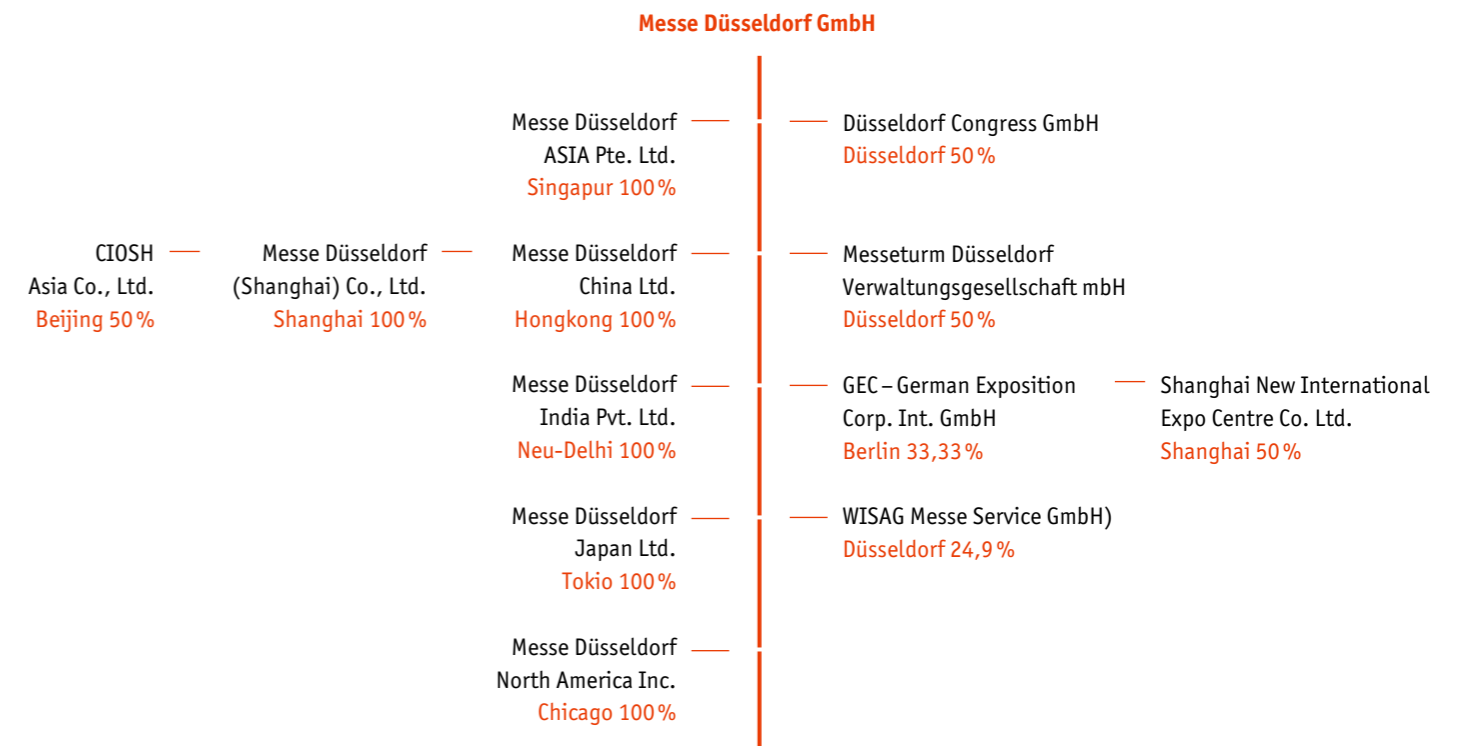 Messe Düsseldorf GmbH
Messe Düsseldorf
ASIA Pte. Ltd.
Singapur 100 %
Düsseldorf Congress GmbH
Düsseldorf 50 %
CIOSH
Asia Co., Ltd.
Beijing 50 %
Messe Düsseldorf
(Shanghai) Co., Ltd.
Shanghai 100 %
Messe Düsseldorf
China Ltd.
Hongkong 100 %
Messeturm Düsseldorf
Verwaltungsgesellschaft mbH
Düsseldorf 50 %
Messe Düsseldorf
India Pvt. Ltd.
Neu-Delhi 100 %
GEC – German Exposition
Corp. Int. GmbH
Berlin 33,33 %
Shanghai New International
Expo Centre Co. Ltd.
Shanghai 50 %
Messe Düsseldorf
Japan Ltd.
Tokio 100 %
WISAG Messe Service GmbH)
Düsseldorf 24,9 %
Messe Düsseldorf
North America Inc.
Chicago 100 %